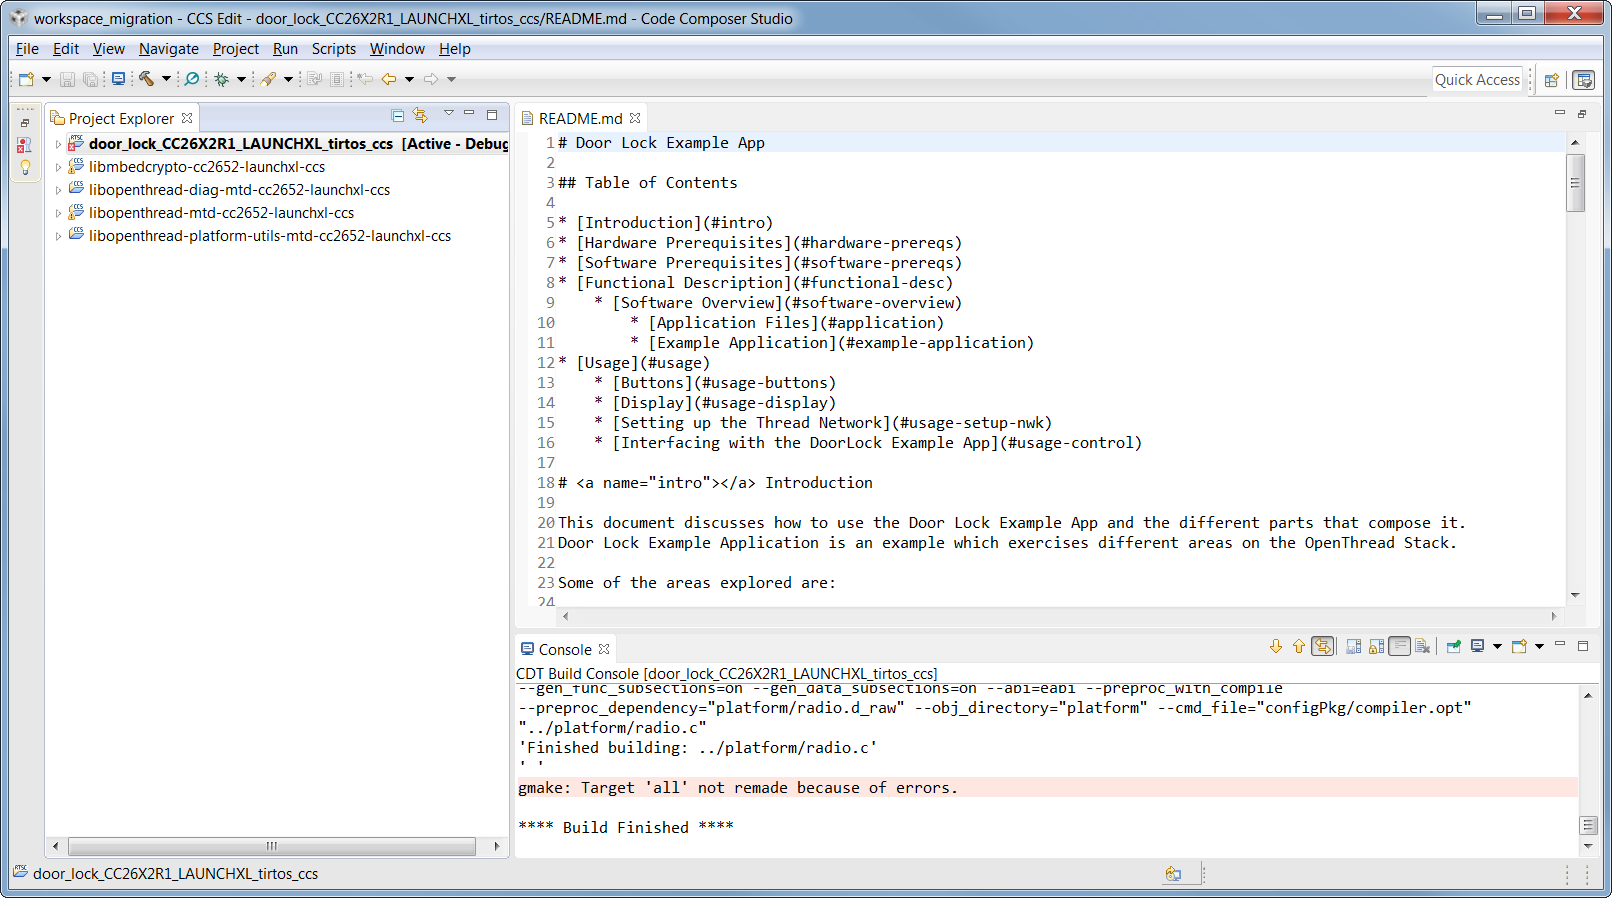 workspace_migration - CCS Edit - door_lock_CC26X2R1_LAUNCHXL_tirtos_ccs/README.md - Code Composer Studio
File Edit View Navigate Project Run Scripts Window Help
Quick Access
Project Explorer
door_lock_CC26X2R1_LAUNCHXL_tirtos_ccs [Active - Debug
libmbedcrypto-cc2652-launchxl-ccs
libopenthread-diag-mtd-cc2652-launchxl-ccs
libopenthread-mtd-cc2652-launchxl-ccs
libopenthread-platform-utils-mtd-cc2652-launchxl-ccs
README.md
1 # Door Lock Example App
2
3 ## Table of Contents
4
5 * [Introduction](#intro)
6 * [Hardware Prerequisites](#hardware-prereqs)
7 * [Software Prerequisites](#software-prereqs)
8 * [Functional Description](#functional-desc)
9     * [Software Overview](#software-overview)
10         * [Application Files](#application)
11         * [Example Application](#example-application)
12 * [Usage](#usage)
13     * [Buttons](#usage-buttons)
14     * [Display](#usage-display)
15     * [Setting up the Thread Network](#usage-setup-nwk)
16     * [Interfacing with the DoorLock Example App](#usage-control)
17
18 # <a name="intro"></a> Introduction
19
20 This document discusses how to use the Door Lock Example App and the different parts that compose it.
21 Door Lock Example Application is an example which exercises different areas on the OpenThread Stack.
22
23 Some of the areas explored are:
24
Console
CDT Build Console [door_lock_CC26X2R1_LAUNCHXL_tirtos_ccs]
--gen_func_subsections=on --gen_data_subsections=on --abi=eabi --preproc_with_compile
--preproc_dependency="platform/radio.d_raw" --obj_directory="platform" --cmd_file="configPkg/compiler.opt"
"../platform/radio.c"
'Finished building: ../platform/radio.c'
' '
gmake: Target 'all' not remade because of errors.
**** Build Finished ****
door_lock_CC26X2R1_LAUNCHXL_tirtos_ccs